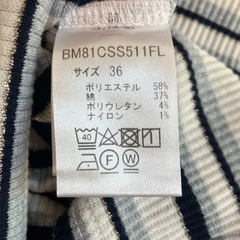 BM81CSS511FL
サイズ 36
ポリエステル 58%
綿 37%
ポリウレタン 4%
ナイロン 1%
40
P W